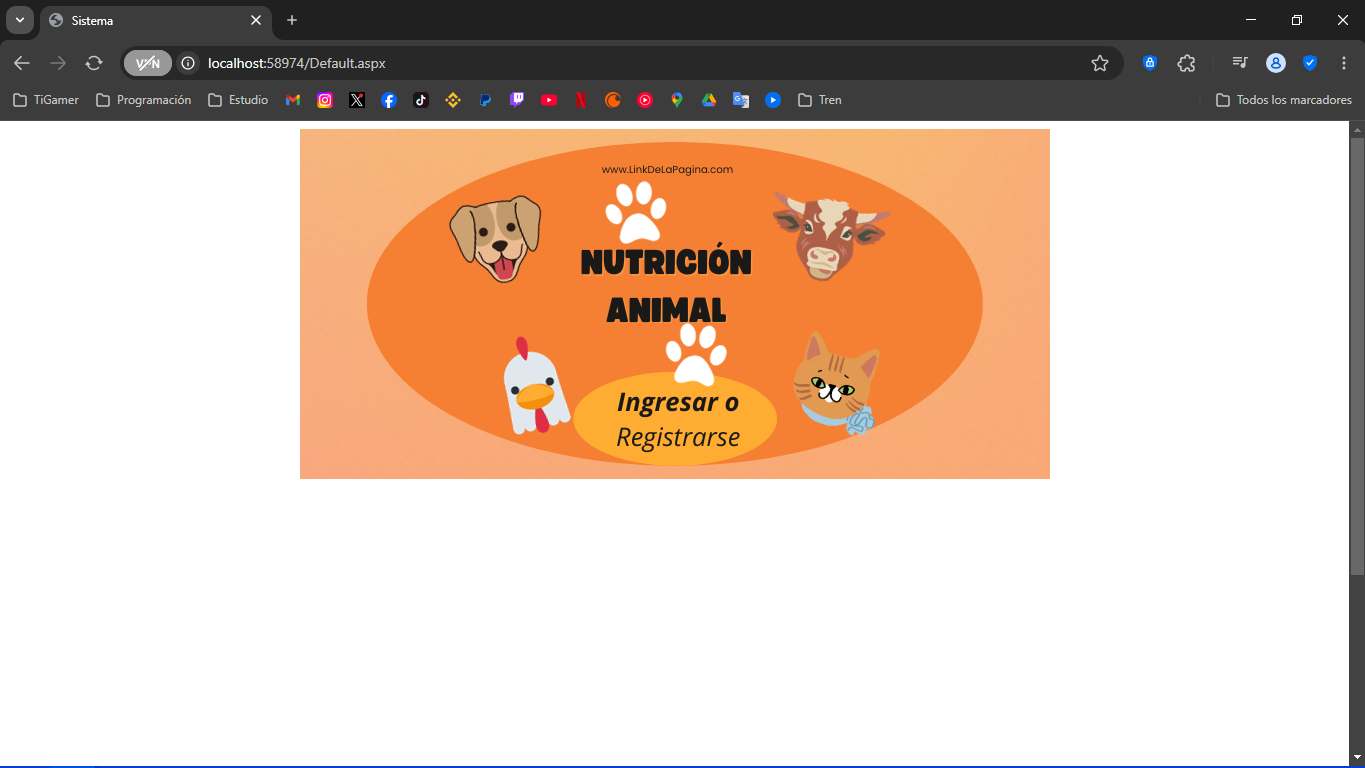 Sistema
VPN
localhost:58974/Default.aspx
TiGamer
Programación
Estudio
Tren
Todos los marcadores
www.LinkDeLaPagina.com
NUTRICIÓN
ANIMAL
Ingresar o
Registrarse